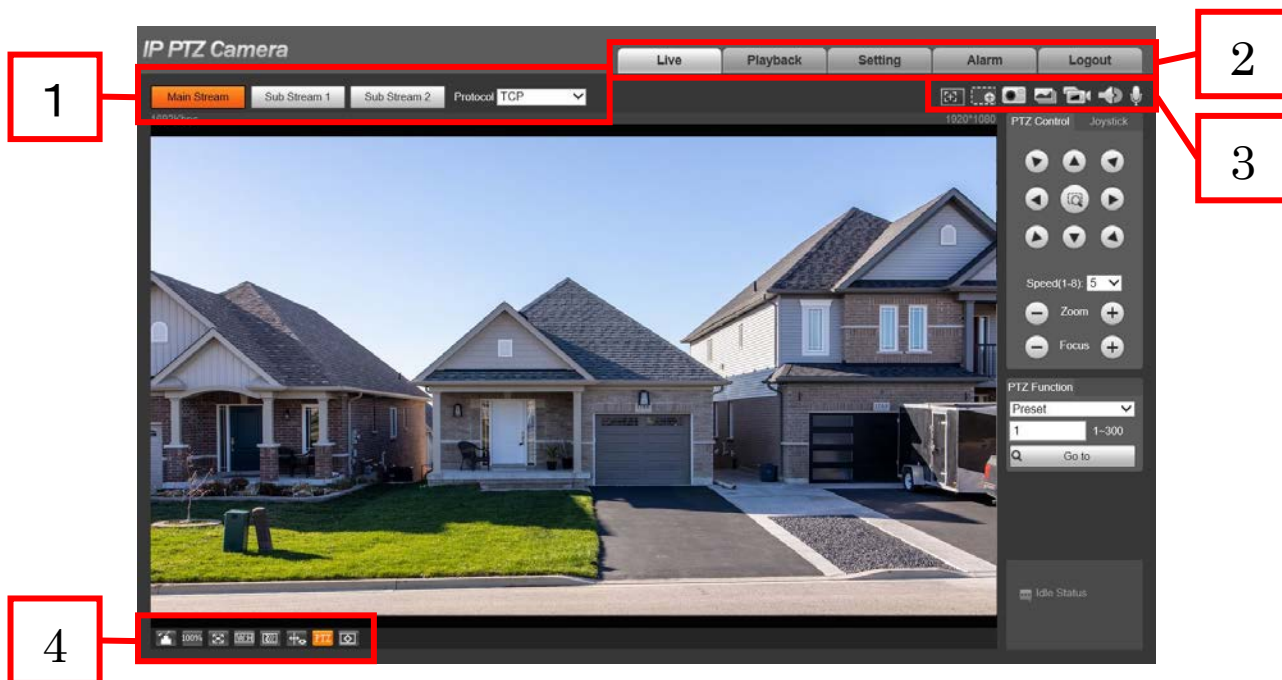 IP PTZ Camera
Live Playback Setting Alarm Logout
1
2
Main Stream Sub Stream 1 Sub Stream 2 Protocol TCP
1920*1080
PTZ Control Joystick
3
Speed(1-8): 5
Zoom
Focus
PTZ Function
Preset
1 1~300
Go to
Idle Status
4
100% W:H PTZ